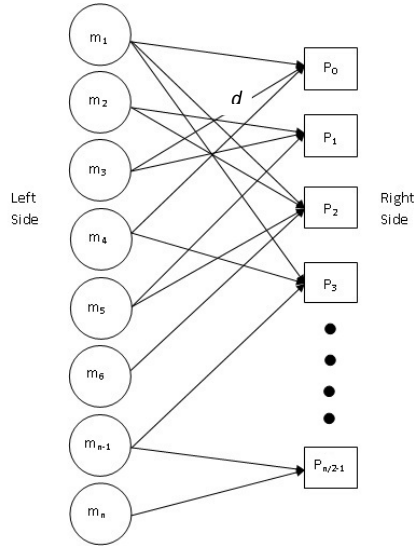 m₁
P₀
m₂
d
P₁
m₃
Left
Side
P₂
Right
Side
m₄
P₃
m₅
m₆
mₙ₋₁
Pₙ/₂₋₁
mₙ